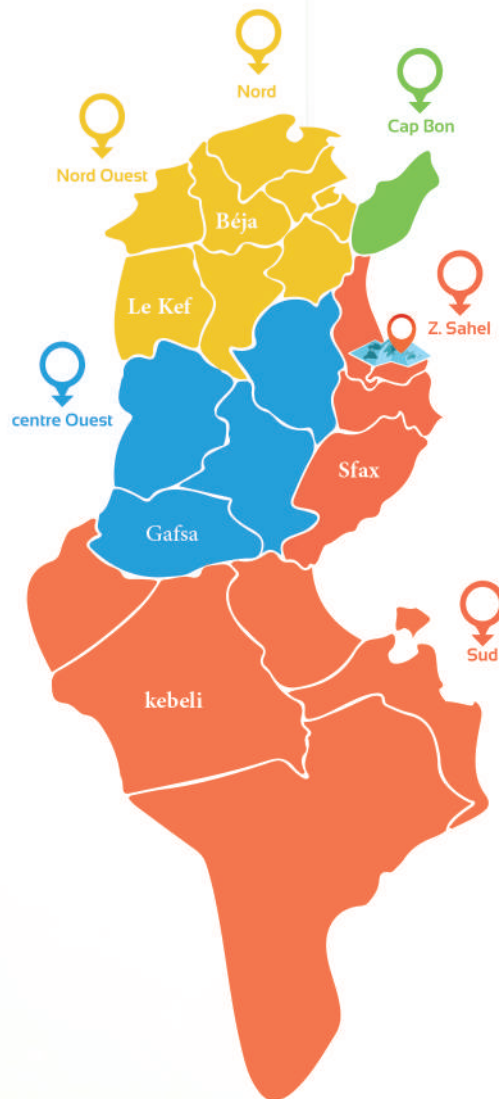 Nord
Cap Bon
Nord Ouest
Béja
Z. Sahel
Le Kef
centre Ouest
Sfax
Gafsa
Sud
kebeli